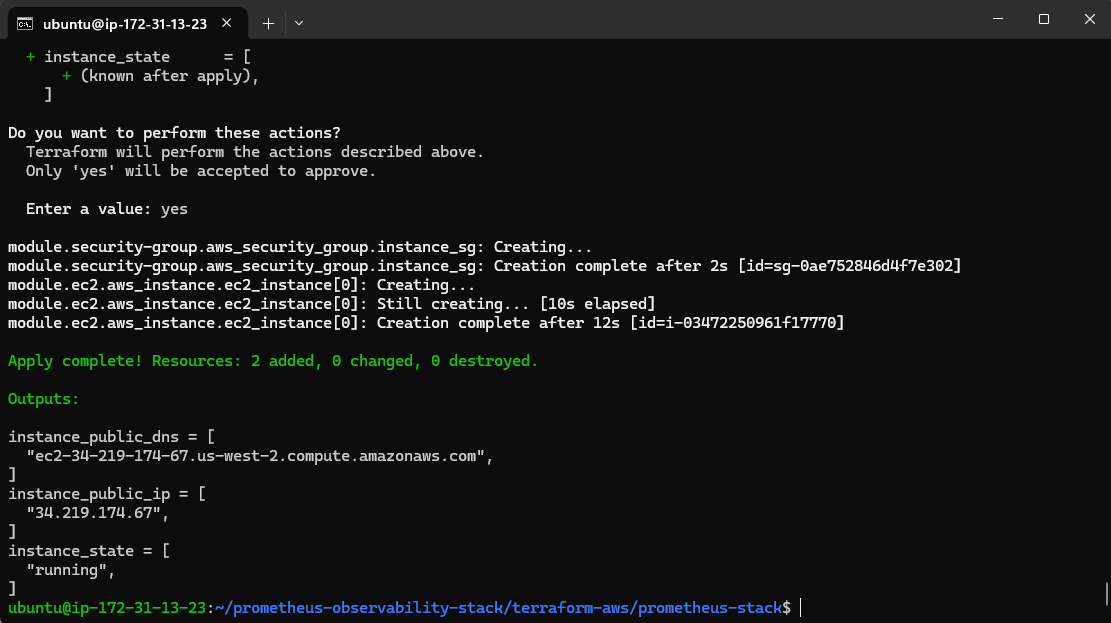 ubuntu@ip-172-31-13-23
  + instance_state      = [
      + (known after apply),
    ]
Do you want to perform these actions?
  Terraform will perform the actions described above.
  Only 'yes' will be accepted to approve.
  Enter a value: yes
module.security-group.aws_security_group.instance_sg: Creating...
module.security-group.aws_security_group.instance_sg: Creation complete after 2s [id=sg-0ae752846d4f7e302]
module.ec2.aws_instance.ec2_instance[0]: Creating...
module.ec2.aws_instance.ec2_instance[0]: Still creating... [10s elapsed]
module.ec2.aws_instance.ec2_instance[0]: Creation complete after 12s [id=i-03472250961f17770]
Apply complete! Resources: 2 added, 0 changed, 0 destroyed.
Outputs:
instance_public_dns = [
  "ec2-34-219-174-67.us-west-2.compute.amazonaws.com",
]
instance_public_ip = [
  "34.219.174.67",
]
instance_state = [
  "running",
]
ubuntu@ip-172-31-13-23:~/prometheus-observability-stack/terraform-aws/prometheus-stack$